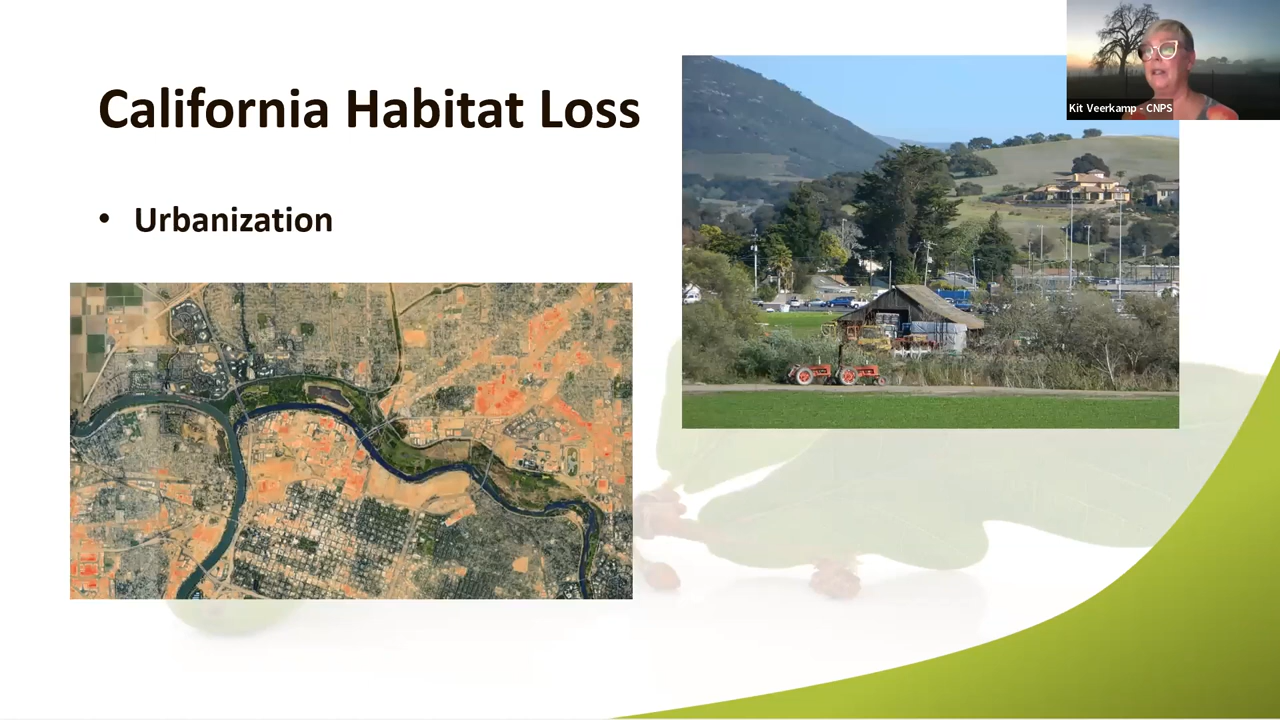 California Habitat Loss
• Urbanization
Kit Veerkamp - CNPS